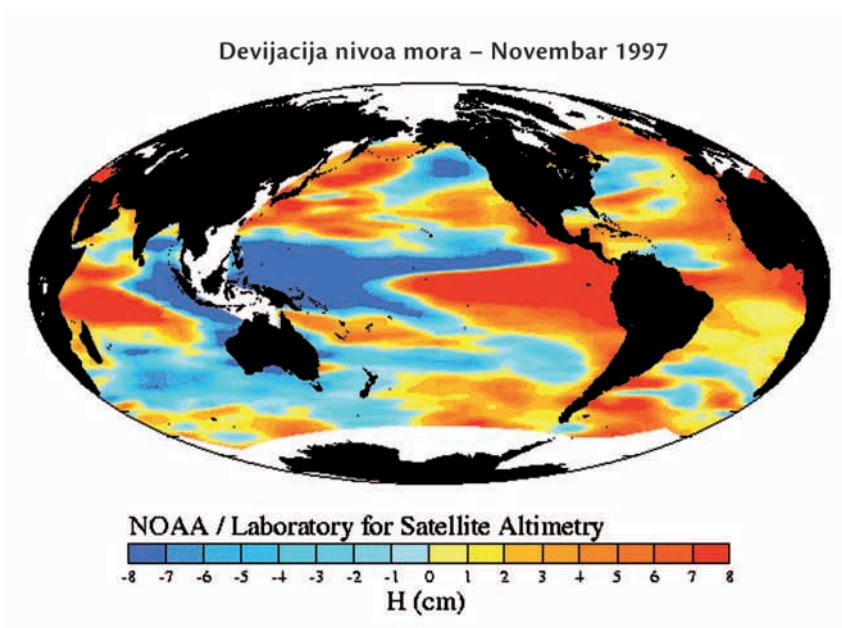 Devijacija nivoa mora – Novembar 1997
NOAA / Laboratory for Satellite Altimetry
-8 -7 -6 -5 -4 -3 -2 -1 0 1 2 3 4 5 6 7 8
H (cm)